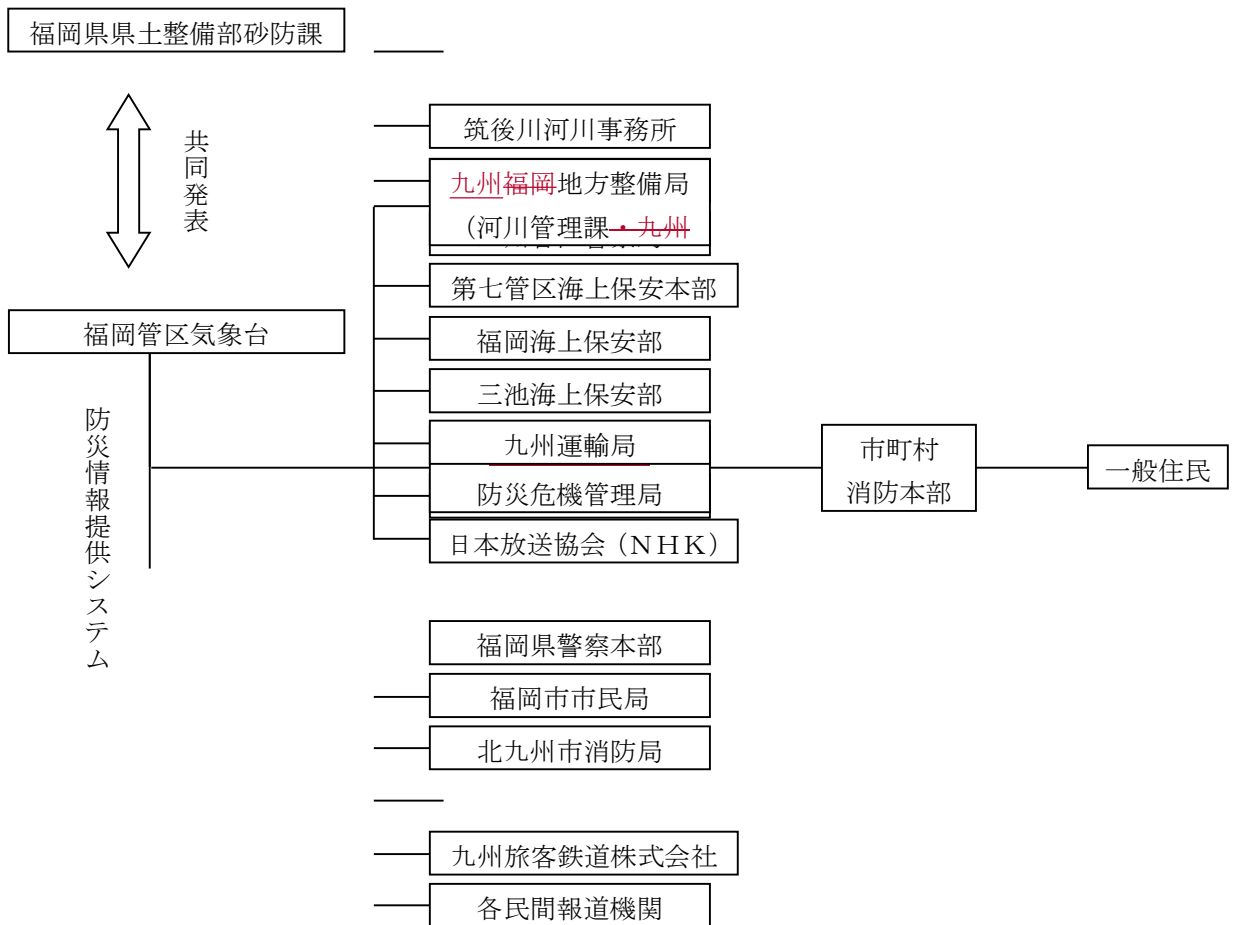 福岡県県土整備部砂防課
共同発表
福岡管区気象台
防災情報提供システム
筑後川河川事務所
九州福岡地方整備局
（河川管理課・九州
第七管区海上保安本部
福岡海上保安部
三池海上保安部
九州運輸局
防災危機管理局
日本放送協会（ＮＨＫ）
市町村
消防本部
一般住民
福岡県警察本部
福岡市市民局
北九州市消防局
九州旅客鉄道株式会社
各民間報道機関